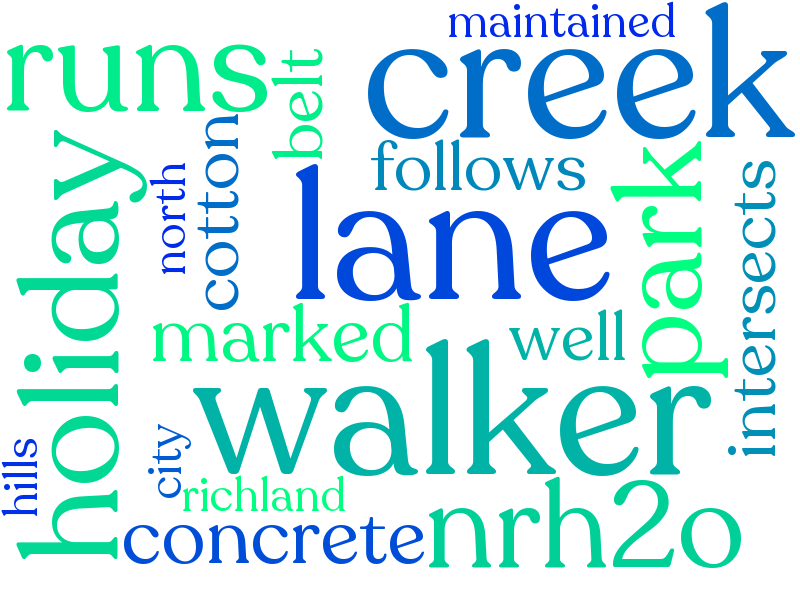 maintained
runs
creek
belt
follows
cotton
north
holiday
lane
park
intersects
marked
well
walker
city
hills
richland
concrete
nrh2o